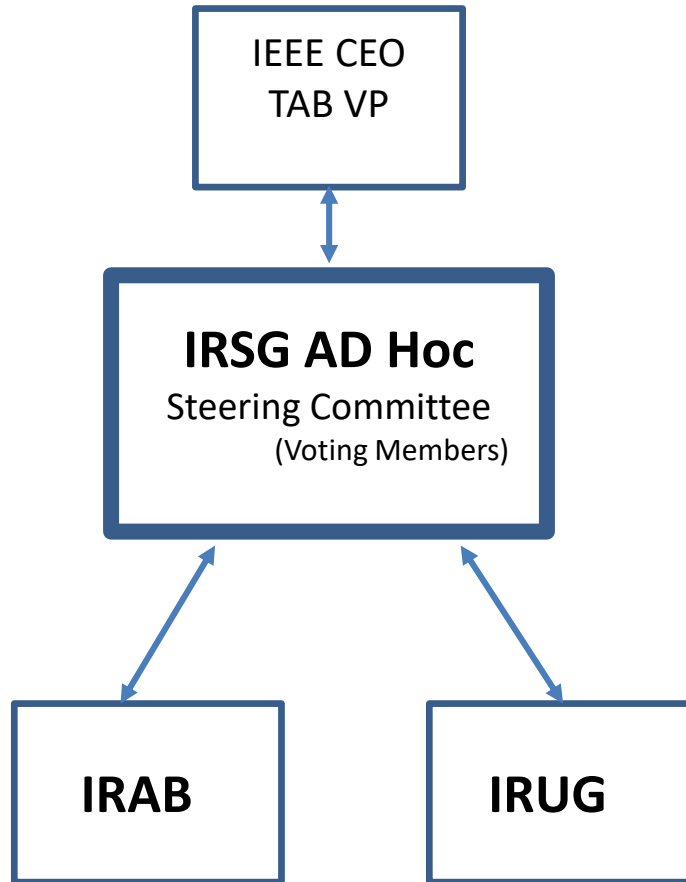 IEEE CEO
TAB VP
IRSG AD Hoc
Steering Committee
(Voting Members)
IRAB
IRUG